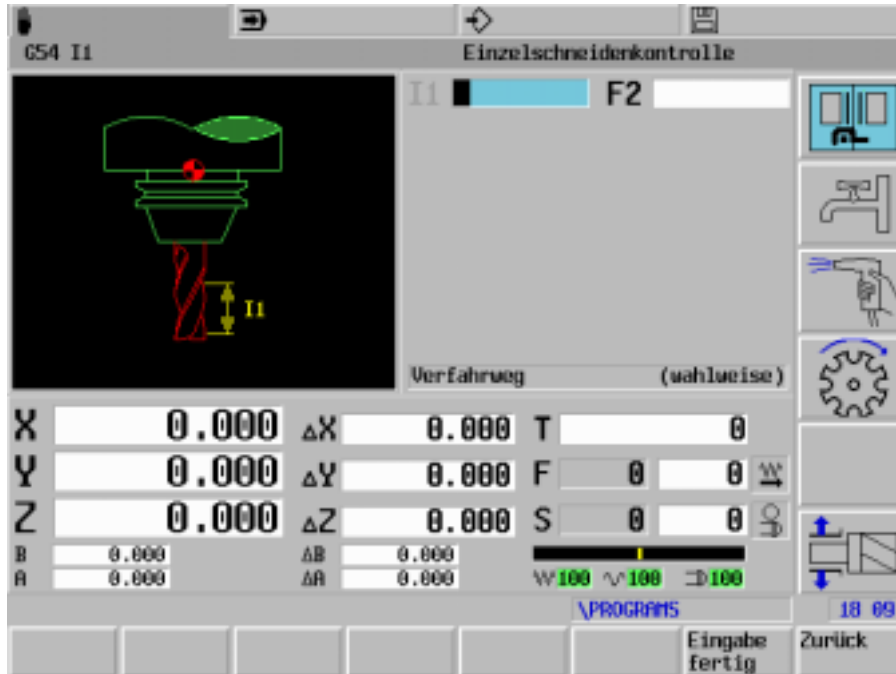 G54 I1 Einzelschneidenkontrolle
I1 F2
I1
Verfahrweg (wahlweise)
X 0.000 ΔX 0.000 T 0
Y 0.000 ΔY 0.000 F 0 0
Z 0.000 ΔZ 0.000 S 0 0
B 0.000 ΔB 0.000
A 0.000 ΔA 0.000 100 100 100
\PROGRAMS 18 09
Eingabe fertig Zurück